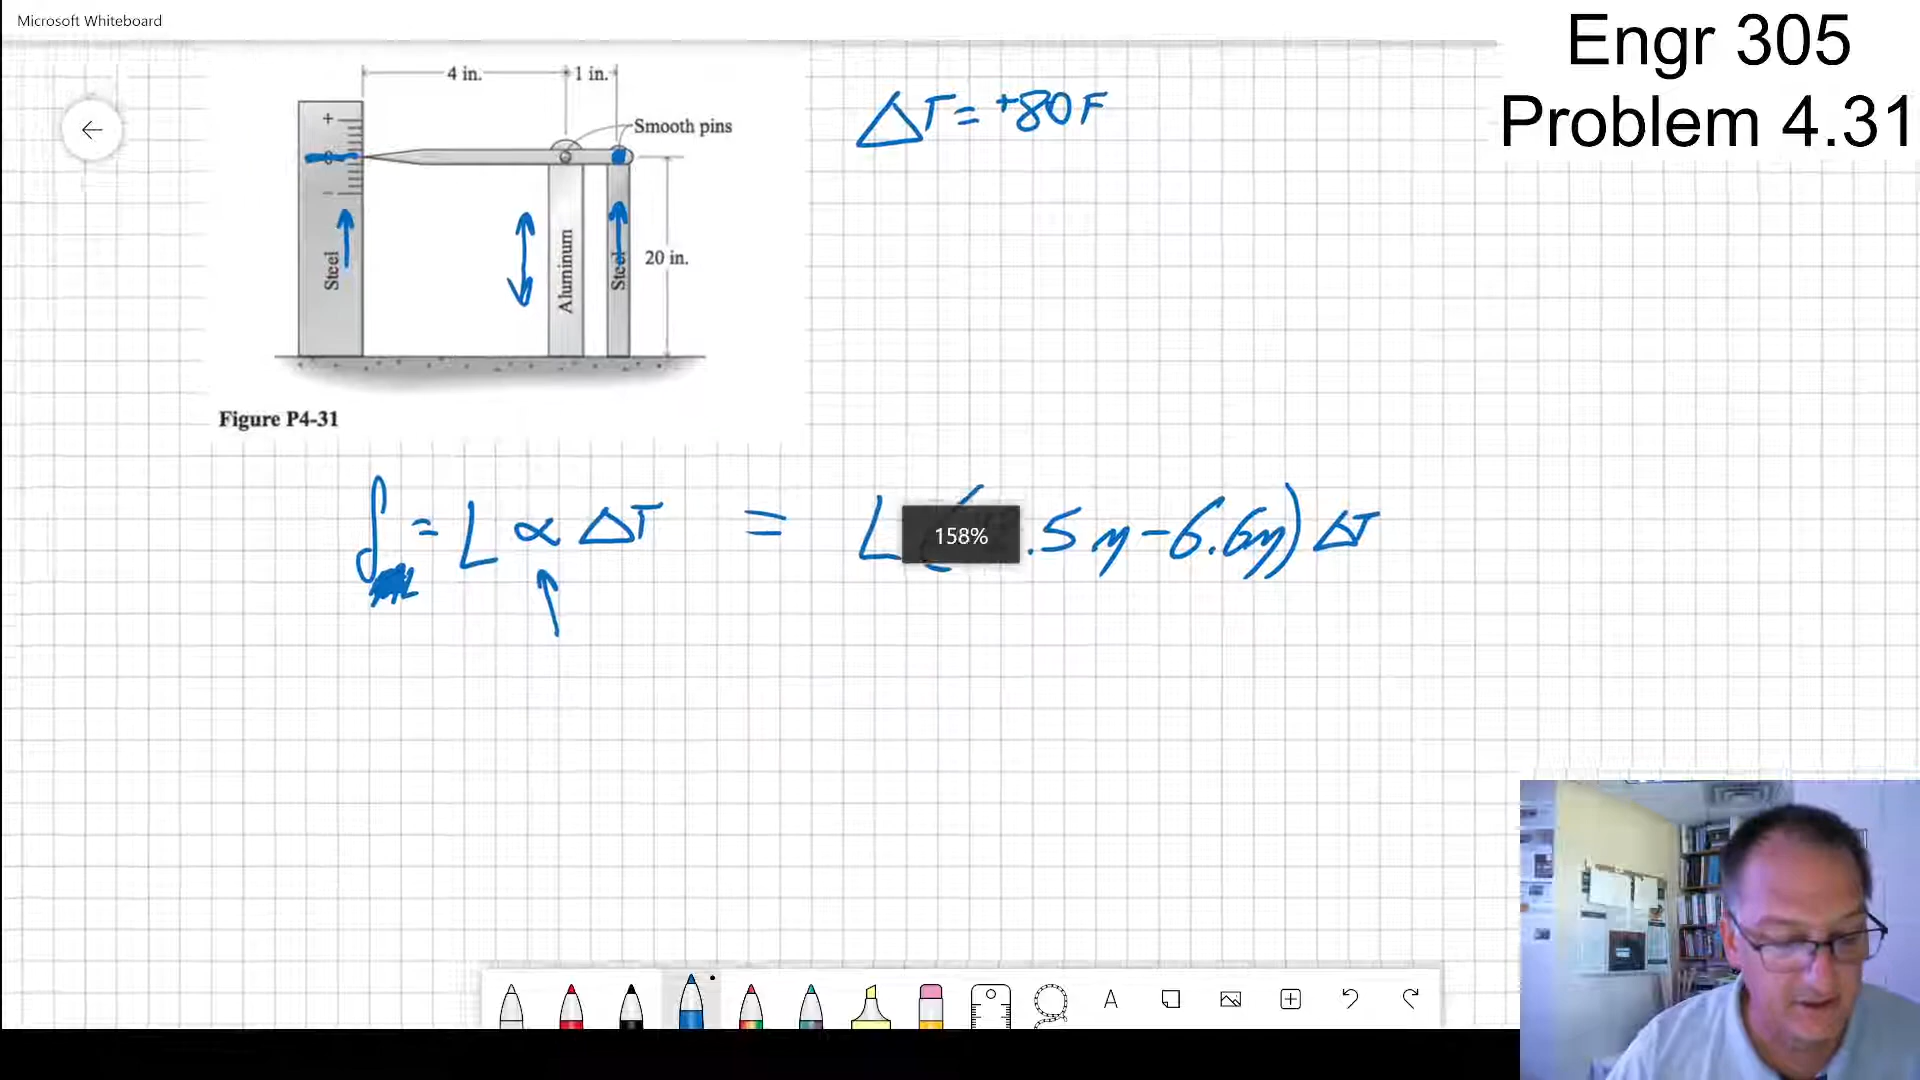 Microsoft Whiteboard
Engr 305
Problem 4.31
4 in.
1 in.
Smooth pins
+
0
−
Steel
Aluminum
Steel
20 in.
Figure P4-31
ΔT = +80 F
δ = L ∝ ΔT = L ( .5 μ - 6.6μ) ΔT
158%
A